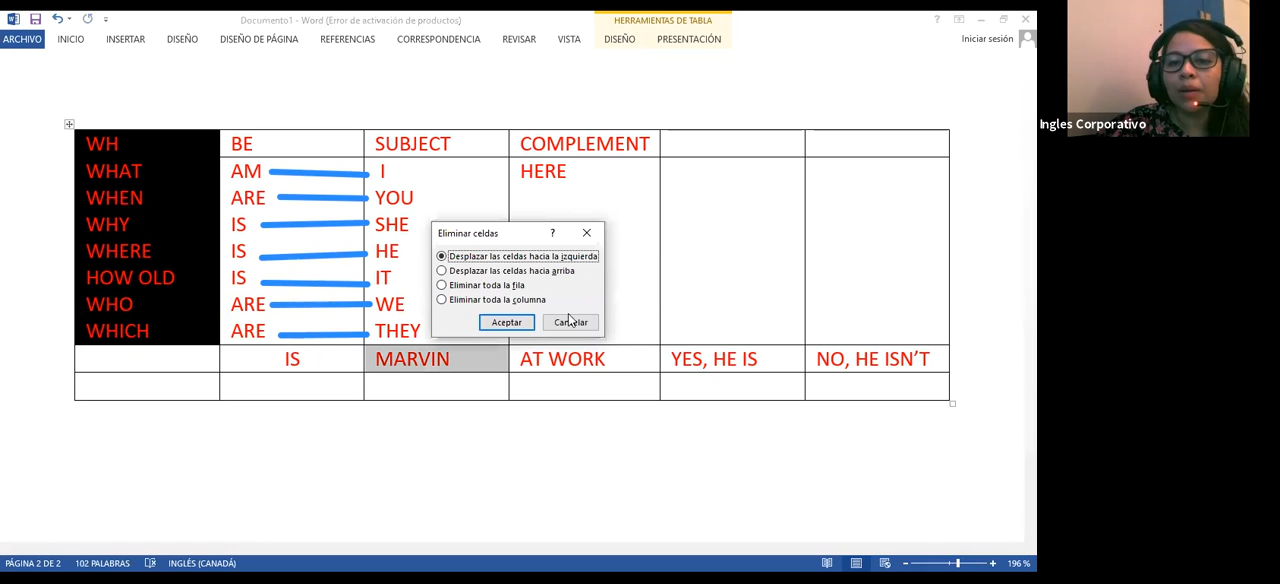 Documento1 - Word (Error de activación de productos)
HERRAMIENTAS DE TABLA
?
ARCHIVO INICIO INSERTAR DISEÑO DISEÑO DE PÁGINA REFERENCIAS CORRESPONDENCIA REVISAR VISTA DISEÑO PRESENTACIÓN Iniciar sesión
Ingles Corporativo
WH BE SUBJECT COMPLEMENT
WHAT AM I HERE
WHEN ARE YOU
WHY IS SHE
WHERE IS HE
HOW OLD IS IT
WHO ARE WE
WHICH ARE THEY
IS MARVIN AT WORK YES, HE IS NO, HE ISN'T
Eliminar celdas ?
Desplazar las celdas hacia la izquierda
Desplazar las celdas hacia arriba
Eliminar toda la fila
Eliminar toda la columna
Aceptar Cancelar
PÁGINA 2 DE 2 102 PALABRAS INGLÉS (CANADÁ) 196 %